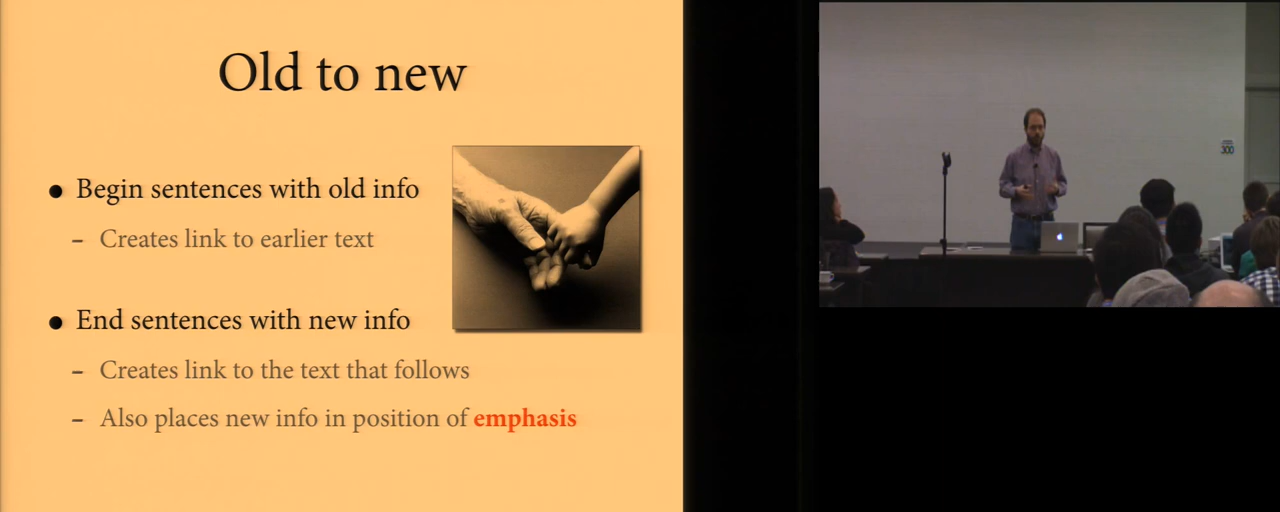 Old to new
● Begin sentences with old info
– Creates link to earlier text
● End sentences with new info
– Creates link to the text that follows
– Also places new info in position of emphasis
300